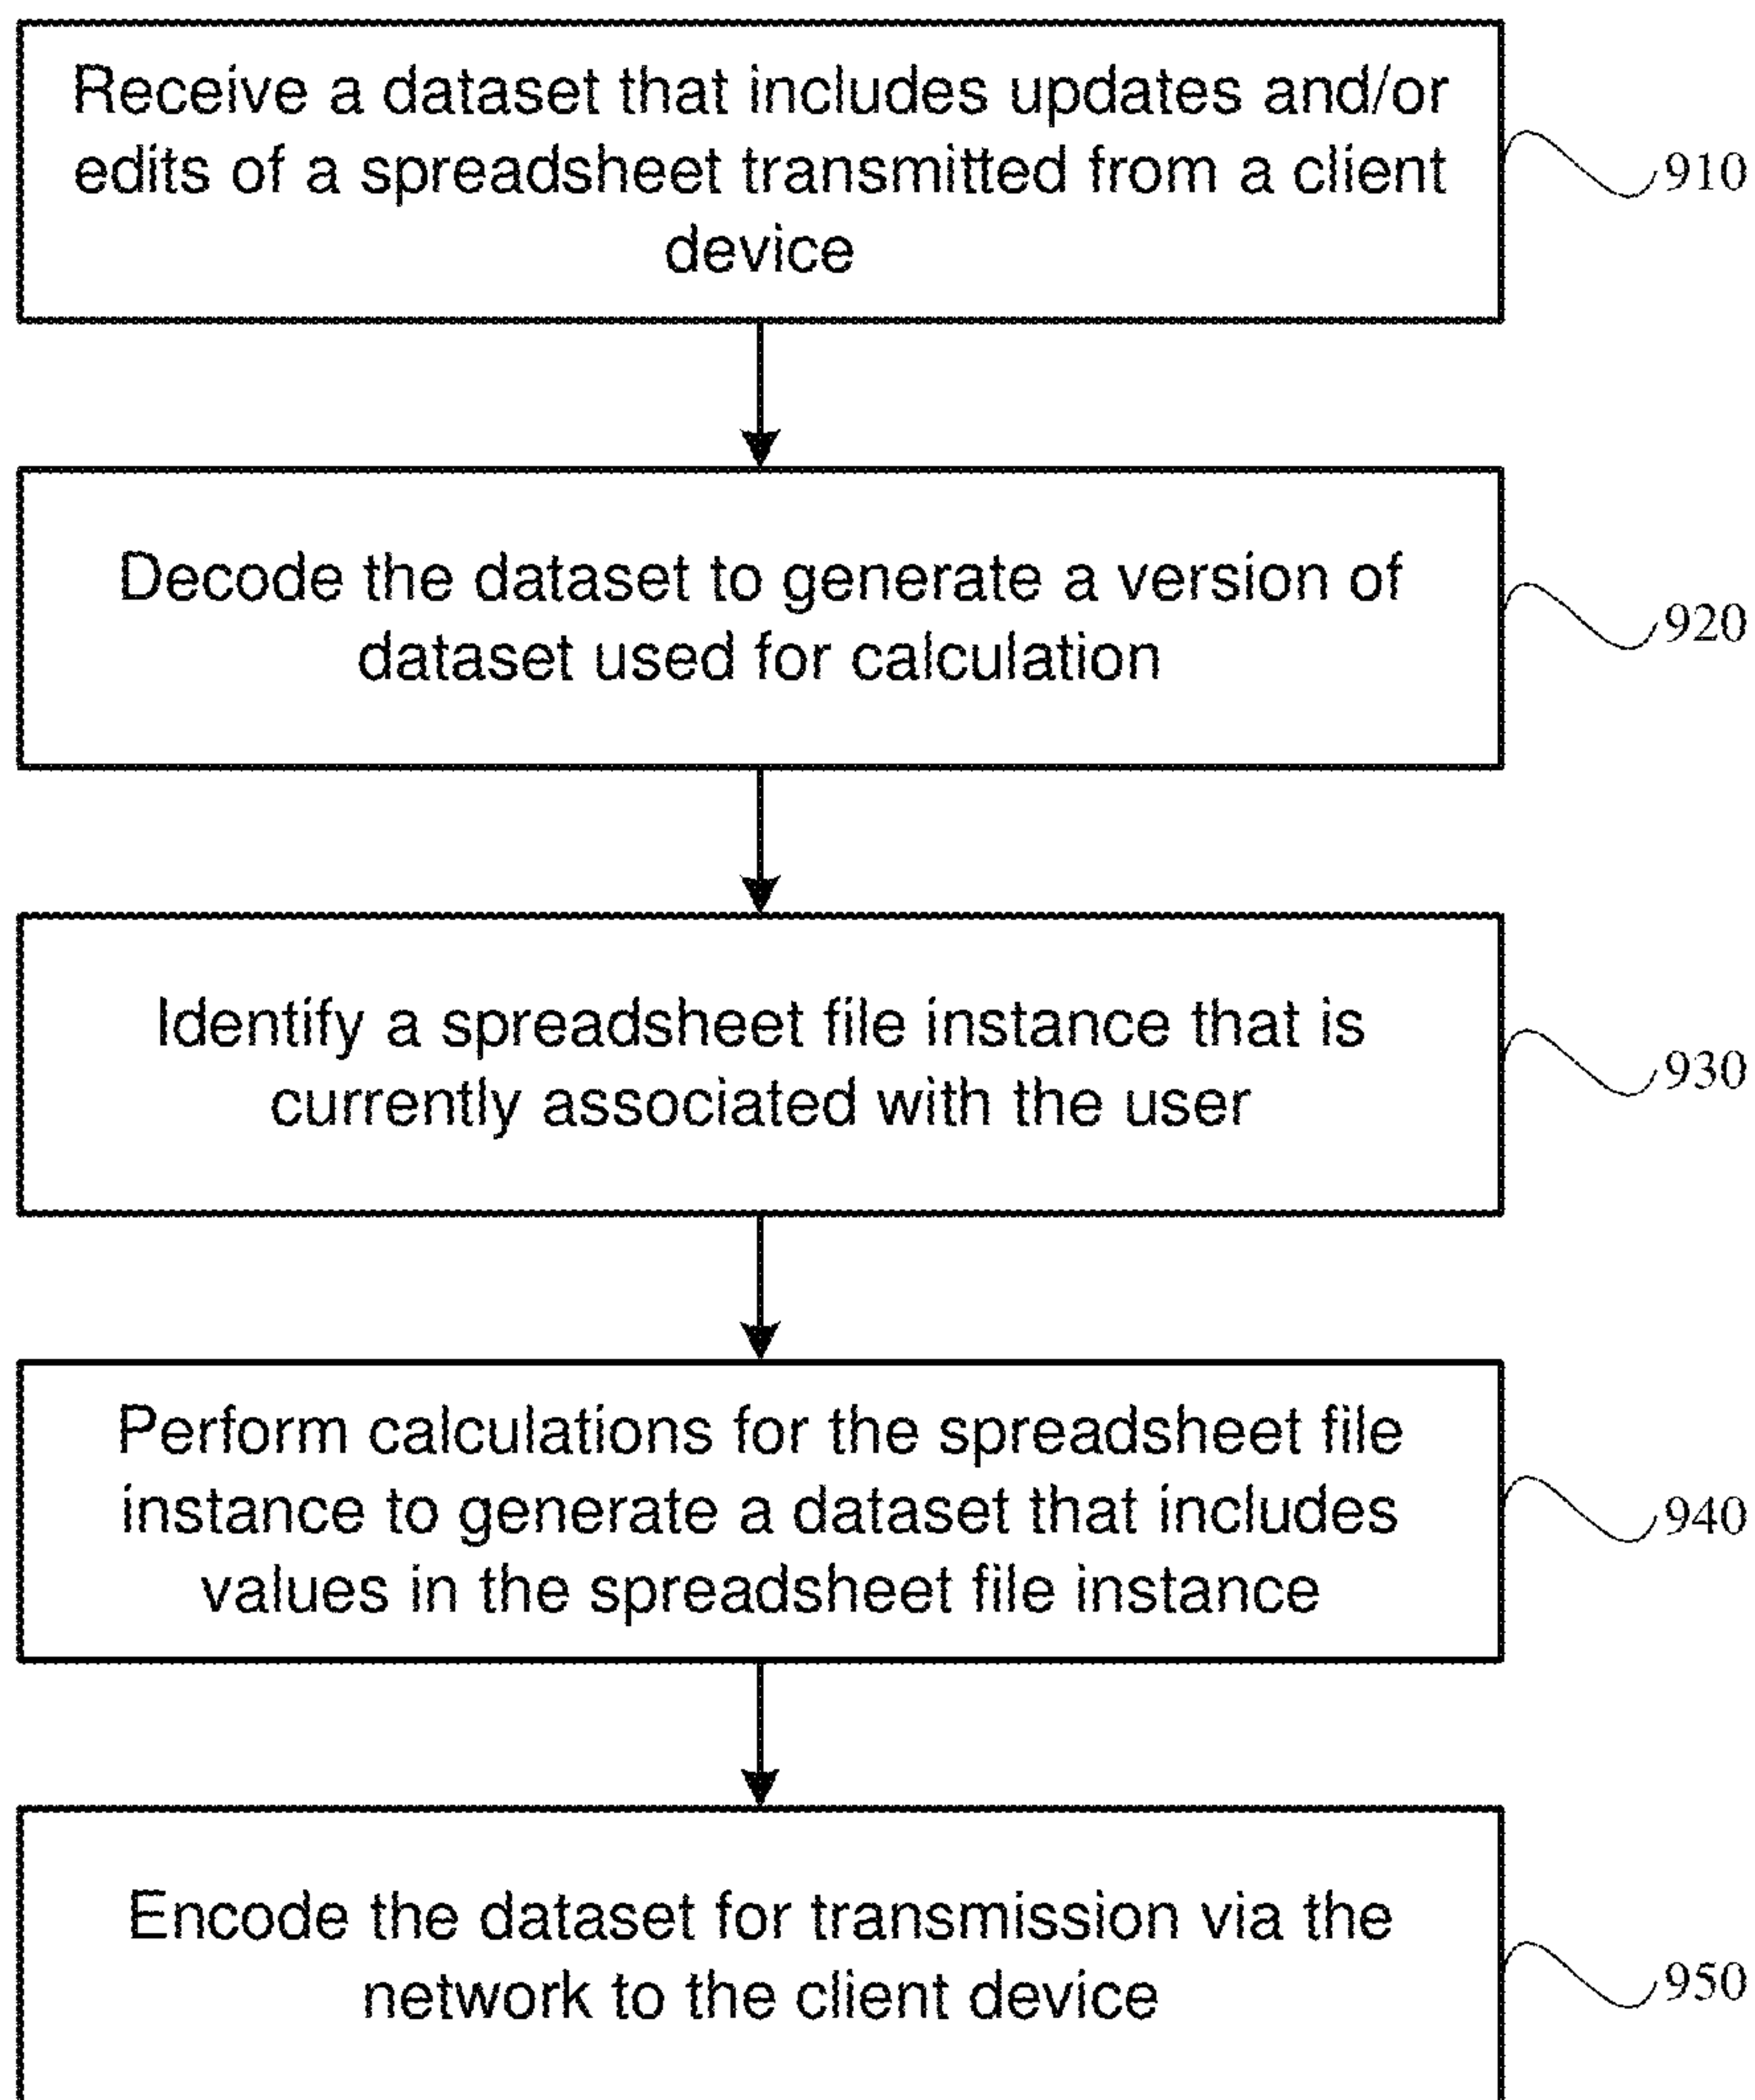 Receive a dataset that includes updates and/or
edits of a spreadsheet transmitted from a client
device
910
Decode the dataset to generate a version of
dataset used for calculation
920
Identify a spreadsheet file instance that is
currently associated with the user
930
Perform calculations for the spreadsheet file
instance to generate a dataset that includes
values in the spreadsheet file instance
940
Encode the dataset for transmission via the
network to the client device
950